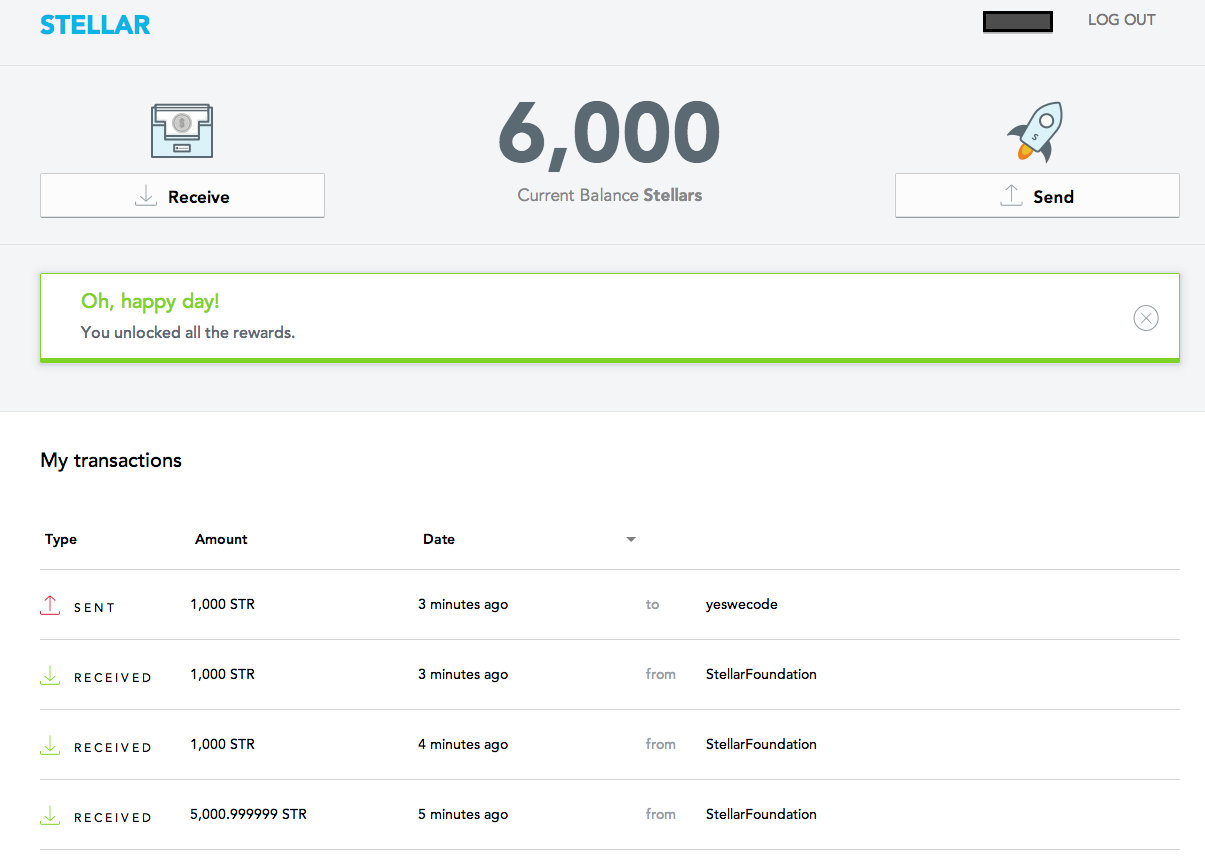 STELLAR LOG OUT
6,000
Receive Current Balance Stellars Send
Oh, happy day!
You unlocked all the rewards.
My transactions
Type Amount Date
SENT 1,000 STR 3 minutes ago to yeswecode
RECEIVED 1,000 STR 3 minutes ago from StellarFoundation
RECEIVED 1,000 STR 4 minutes ago from StellarFoundation
RECEIVED 5,000.999999 STR 5 minutes ago from StellarFoundation